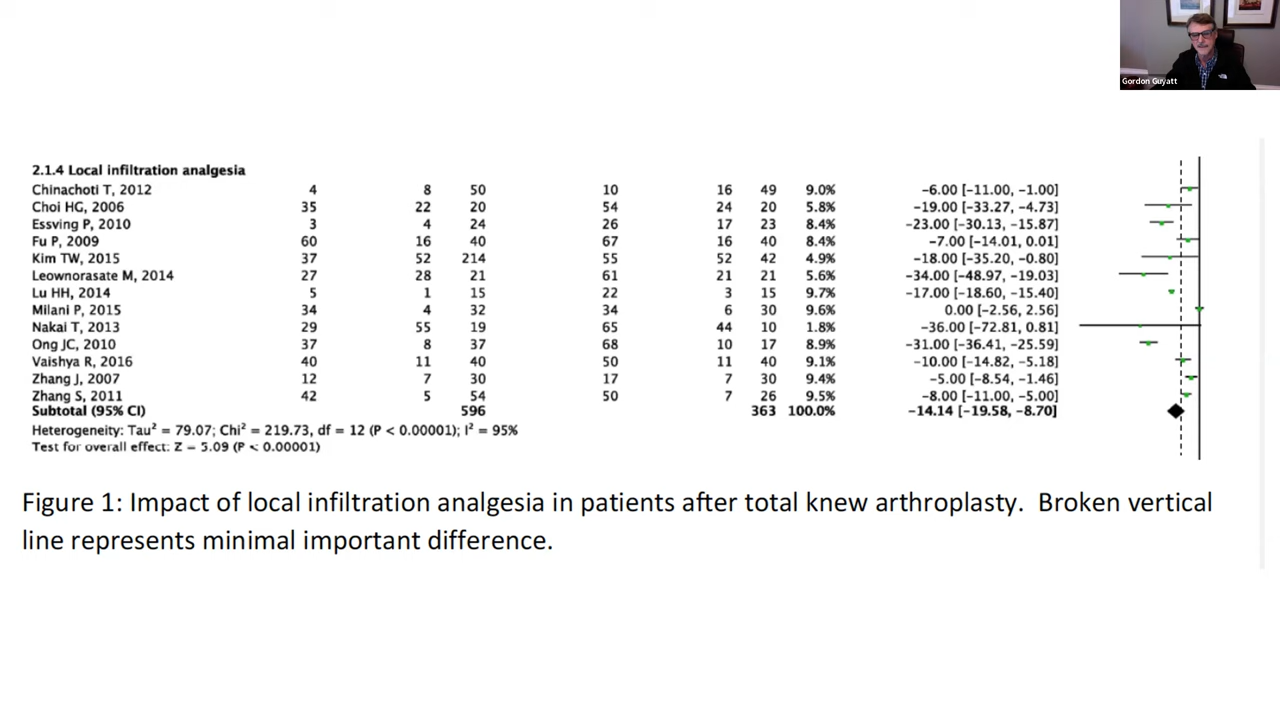 Gordon Guyatt
2.1.4 Local infiltration analgesia
Chinachoti T, 2012 4 8 50 10 16 49 9.0% -6.00 [-11.00, -1.00]
Choi HG, 2006 35 22 20 54 24 20 5.8% -19.00 [-33.27, -4.73]
Essving P, 2010 3 4 24 26 17 23 8.4% -23.00 [-30.13, -15.87]
Fu P, 2009 60 16 40 67 16 40 8.4% -7.00 [-14.01, 0.01]
Kim TW, 2015 37 52 214 55 52 42 4.9% -18.00 [-35.20, -0.80]
Leownorasate M, 2014 27 28 21 61 21 21 5.6% -34.00 [-48.97, -19.03]
Lu HH, 2014 5 1 15 22 3 15 9.7% -17.00 [-18.60, -15.40]
Milani P, 2015 34 4 32 34 6 30 9.6% 0.00 [-2.56, 2.56]
Nakai T, 2013 29 55 19 65 44 10 1.8% -36.00 [-72.81, 0.81]
Ong JC, 2010 37 8 37 68 10 17 8.9% -31.00 [-36.41, -25.59]
Vaishya R, 2016 40 11 40 50 11 40 9.1% -10.00 [-14.82, -5.18]
Zhang J, 2007 12 7 30 17 7 30 9.4% -5.00 [-8.54, -1.46]
Zhang S, 2011 42 5 54 50 7 26 9.5% -8.00 [-11.00, -5.00]
Subtotal (95% CI) 596 363 100.0% -14.14 [-19.58, -8.70]
Heterogeneity: Tau² = 79.07; Chi² = 219.73, df = 12 (P < 0.00001); I² = 95%
Test for overall effect: Z = 5.09 (P < 0.00001)
Figure 1: Impact of local infiltration analgesia in patients after total knew arthroplasty. Broken vertical
line represents minimal important difference.